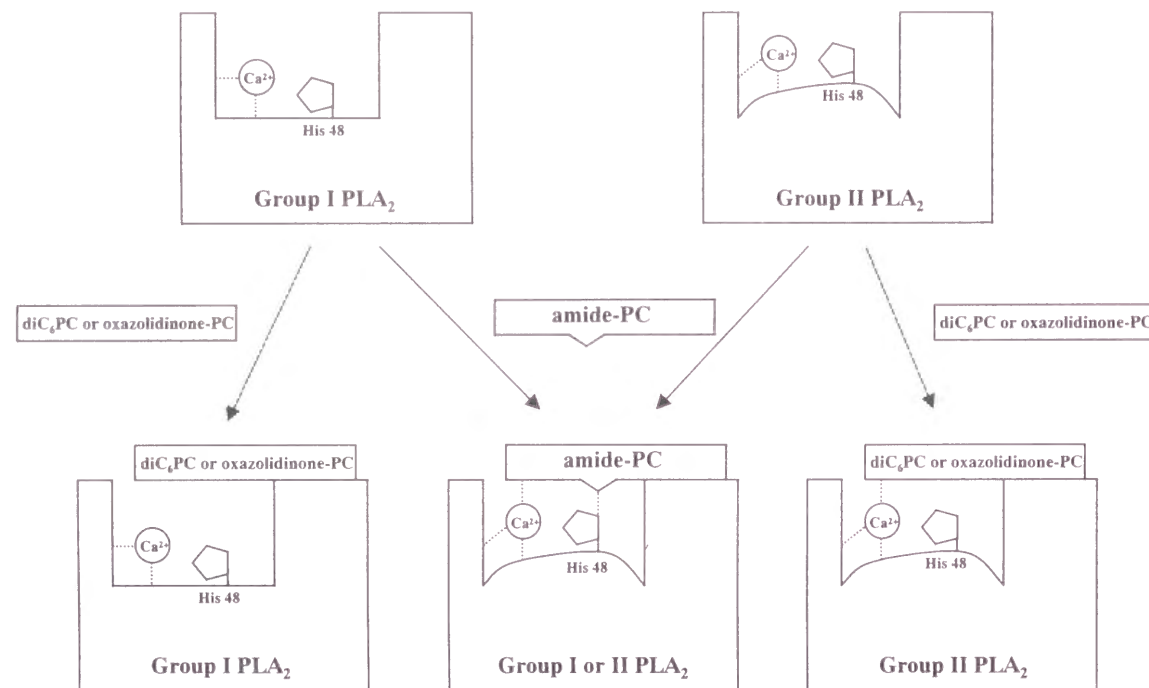 Ca²⁺
His 48
Group I PLA₂
Ca²⁺
His 48
Group II PLA₂
diC₆PC or oxazolidinone-PC
amide-PC
diC₆PC or oxazolidinone-PC
diC₆PC or oxazolidinone-PC
Ca²⁺
His 48
Group I PLA₂
amide-PC
Ca²⁺
His 48
Group I or II PLA₂
diC₆PC or oxazolidinone-PC
Ca²⁺
His 48
Group II PLA₂